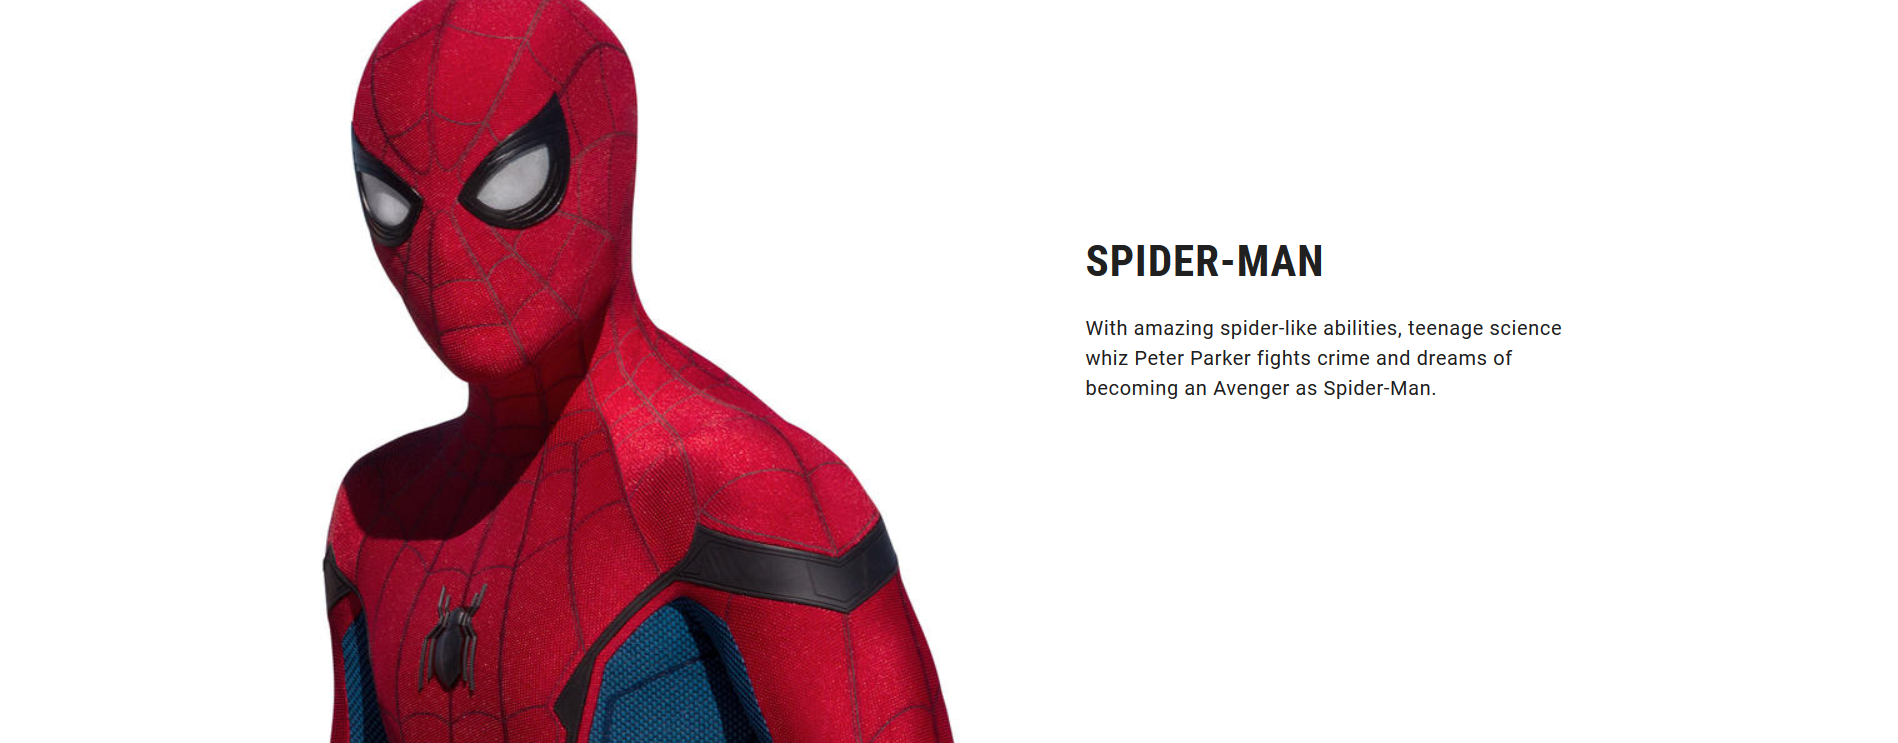 SPIDER-MAN
With amazing spider-like abilities, teenage science
whiz Peter Parker fights crime and dreams of
becoming an Avenger as Spider-Man.